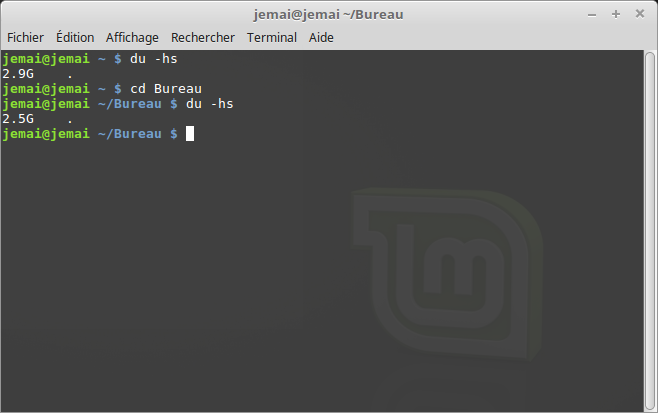 jemai@jemai ~/Bureau
Fichier Édition Affichage Rechercher Terminal Aide
jemai@jemai ~ $ du -hs
2.9G    .
jemai@jemai ~ $ cd Bureau
jemai@jemai ~/Bureau $ du -hs
2.5G    .
jemai@jemai ~/Bureau $